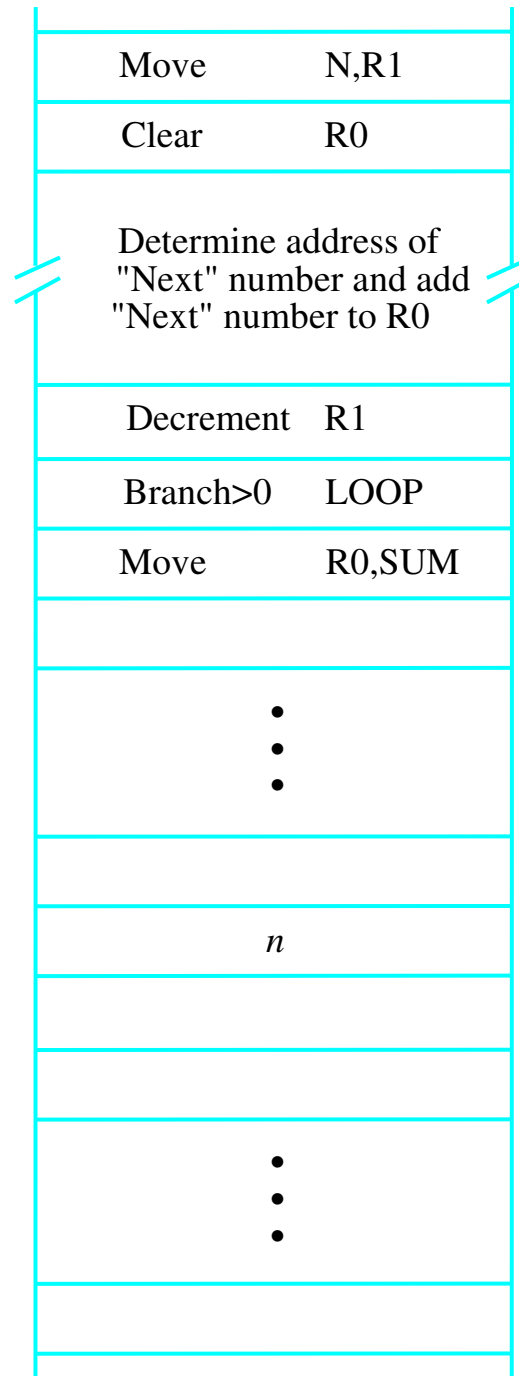 Move N,R1
Clear R0
Determine address of
"Next" number and add
"Next" number to R0
Decrement R1
Branch>0 LOOP
Move R0,SUM
•
•
•
n
•
•
•